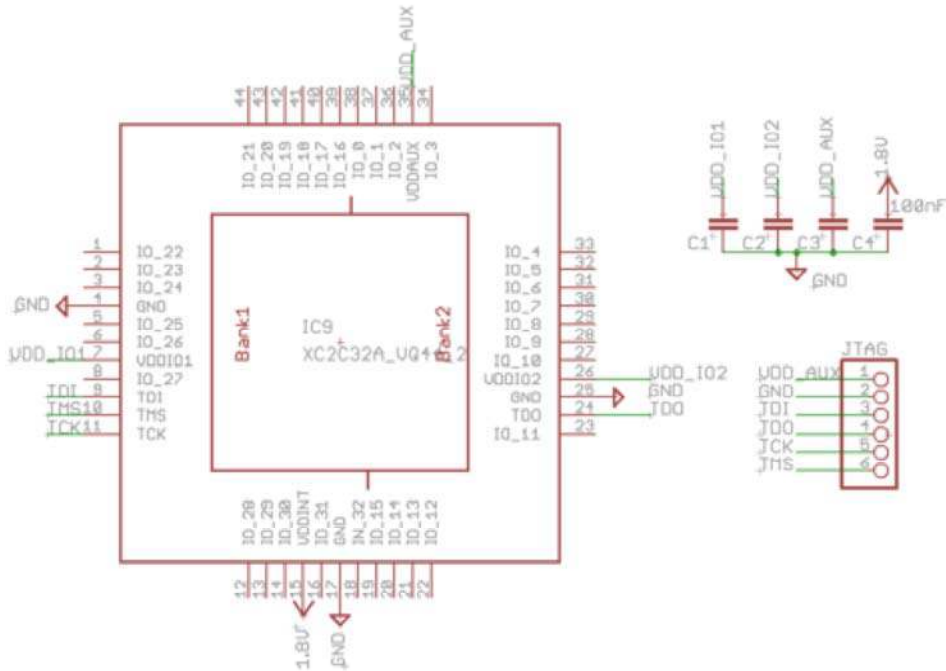 VDD_AUX
44 43 42 41 40 39 38 37 36 35 34
IO_21 IO_20 IO_19 IO_18 IO_17 IO_16 IO_0 IO_1 IO_2 VDDAUX IO_3
1 IO_22
2 IO_23
3 IO_24
GND 4 GND
5 IO_25
6 IO_26
VDD_IO1 7 VDDIO1
8 IO_27
TDI 9 TDI
TMS 10 TMS
TCK 11 TCK
Bank1
IC9
XC2C32A_VQ44_2
Bank2
IO_4 33
IO_5 32
IO_6 31
IO_7 30
IO_8 29
IO_9 28
IO_10 27
VDDIO2 26 VDD_IO2
GND 25 GND
TDO 24 TDO
IO_11 23
IO_28 IO_29 IO_30 VDDINT IO_31 GND IN_32 IO_15 IO_14 IO_13 IO_12
12 13 14 15 16 17 18 19 20 21 22
1.8V GND
VDD_IO1 VDD_IO2 VDD_AUX 1.8V
100nF
C1 C2 C3 C4
GND
JTAG
VDD_AUX 1
GND 2
TDI 3
TDO 4
TCK 5
TMS 6